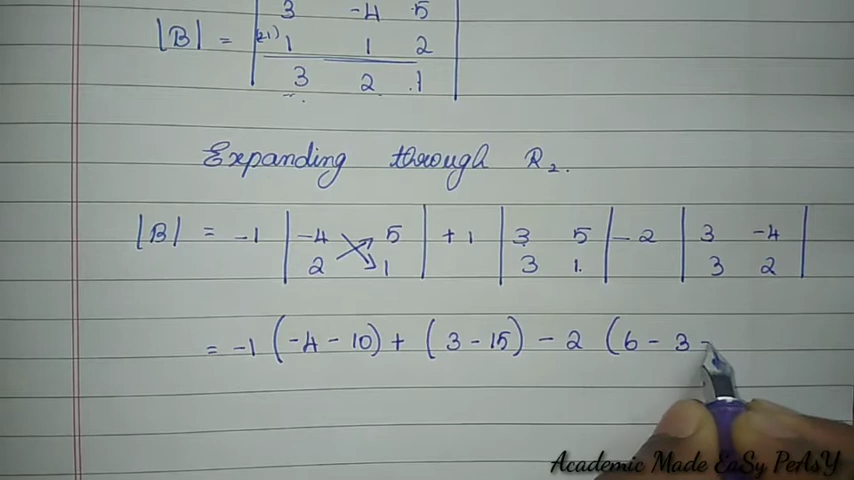 3 -4 5
|B| = (21) 1 1 2
3 2 1
Expanding through R₂.
|B| = -1 | -4 5 | + 1 | 3 5 | - 2 | 3 -4 |
2 1 3 1 3 2
= -1 (-4 - 10) + (3 - 15) - 2 (6 - 3 -
Academic Made EaSy PeAsY